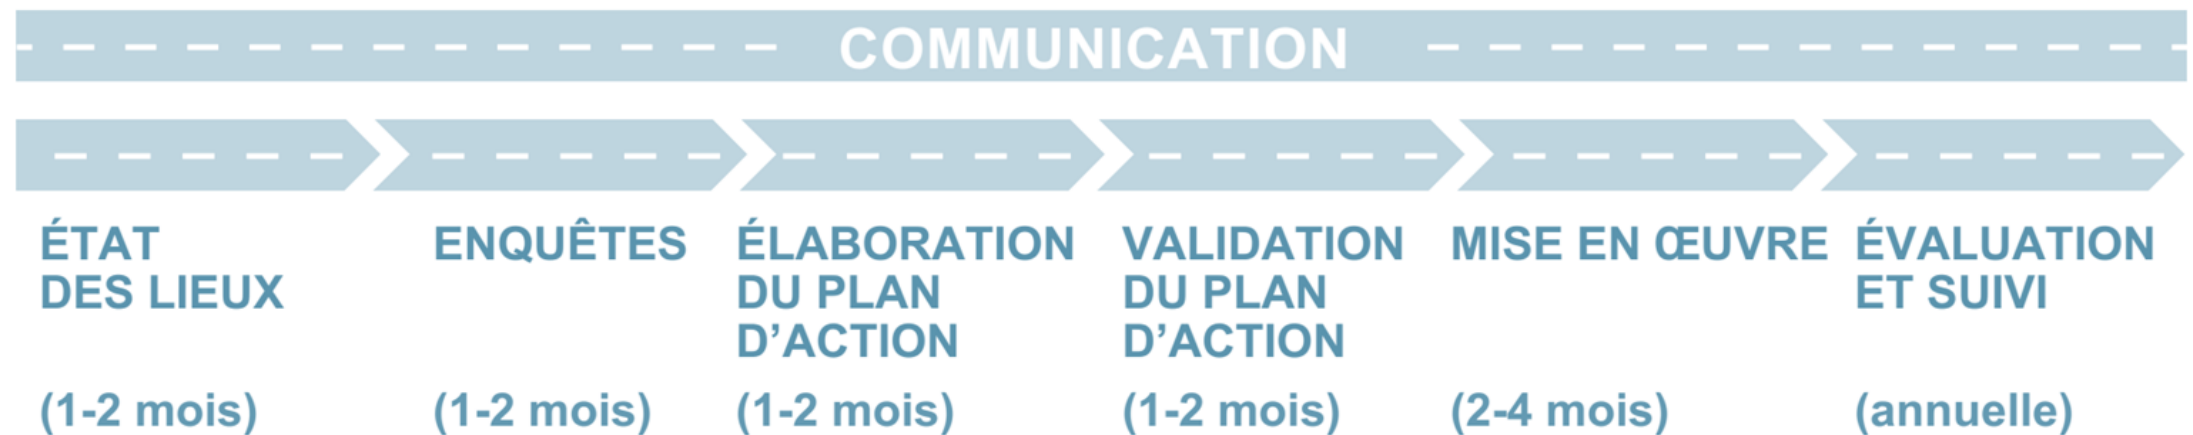 COMMUNICATION
ÉTAT
DES LIEUX
(1-2 mois)
ENQUÊTES
(1-2 mois)
ÉLABORATION
DU PLAN
D’ACTION
(1-2 mois)
VALIDATION
DU PLAN
D’ACTION
(1-2 mois)
MISE EN ŒUVRE
(2-4 mois)
ÉVALUATION
ET SUIVI
(annuelle)